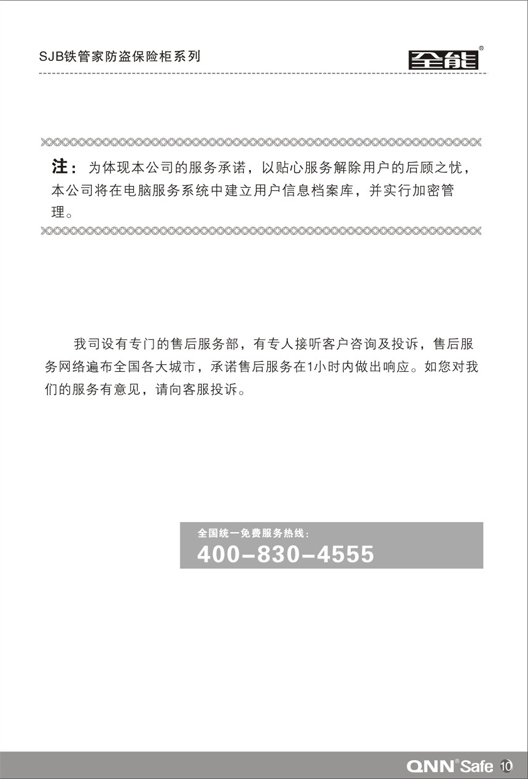 SJB铁管家防盗保险柜系列
全能®
注：为体现本公司的服务承诺，以贴心服务解除用户的后顾之忧，
本公司将在电脑服务系统中建立用户信息档案库，并实行加密管
理。
我司设有专门的售后服务部，有专人接听客户咨询及投诉，售后服
务网络遍布全国各大城市，承诺售后服务在1小时内做出响应。如您对我
们的服务有意见，请向客服投诉。
全国统一免费服务热线：
400-830-4555
QNN®Safe 10